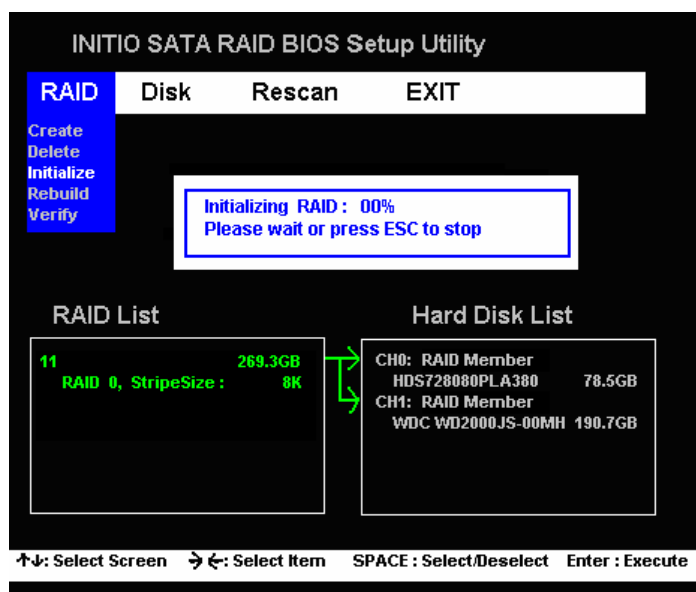 INITIO SATA RAID BIOS Setup Utility
RAID Disk Rescan EXIT
Create
Delete
Initialize
Rebuild
Verify
Initializing RAID : 00%
Please wait or press ESC to stop
RAID List
11 269.3GB
RAID 0, StripeSize : 8K
Hard Disk List
CH0: RAID Member
HDS728080PLA380 78.5GB
CH1: RAID Member
WDC WD2000JS-00MH 190.7GB
↑↓: Select Screen →←: Select Item SPACE : Select/Deselect Enter : Execute